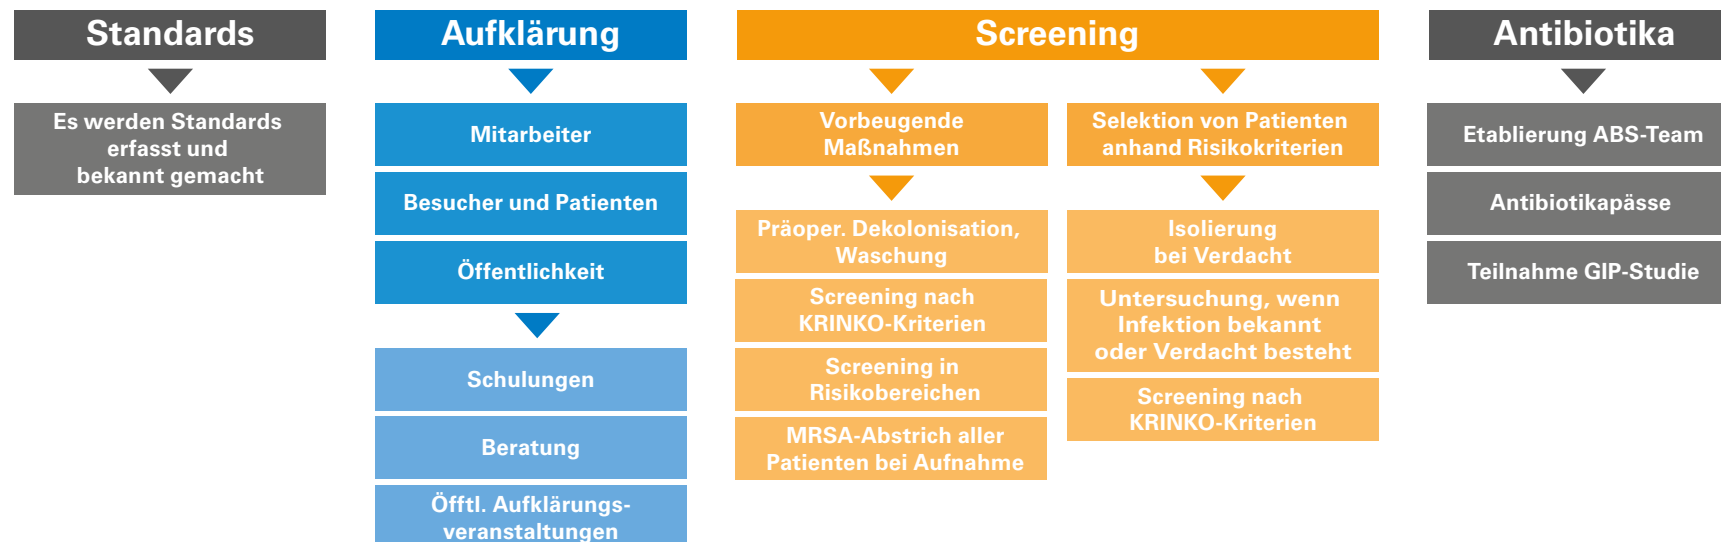 Standards
Es werden Standards
erfasst und
bekannt gemacht
Aufklärung
Mitarbeiter
Besucher und Patienten
Öffentlichkeit
Schulungen
Beratung
Öfftl. Aufklärungs-
veranstaltungen
Screening
Vorbeugende
Maßnahmen
Präoper. Dekolonisation,
Waschung
Screening nach
KRINKO-Kriterien
Screening in
Risikobereichen
MRSA-Abstrich aller
Patienten bei Aufnahme
Selektion von Patienten
anhand Risikokriterien
Isolierung
bei Verdacht
Untersuchung, wenn
Infektion bekannt
oder Verdacht besteht
Screening nach
KRINKO-Kriterien
Antibiotika
Etablierung ABS-Team
Antibiotikapässe
Teilnahme GIP-Studie